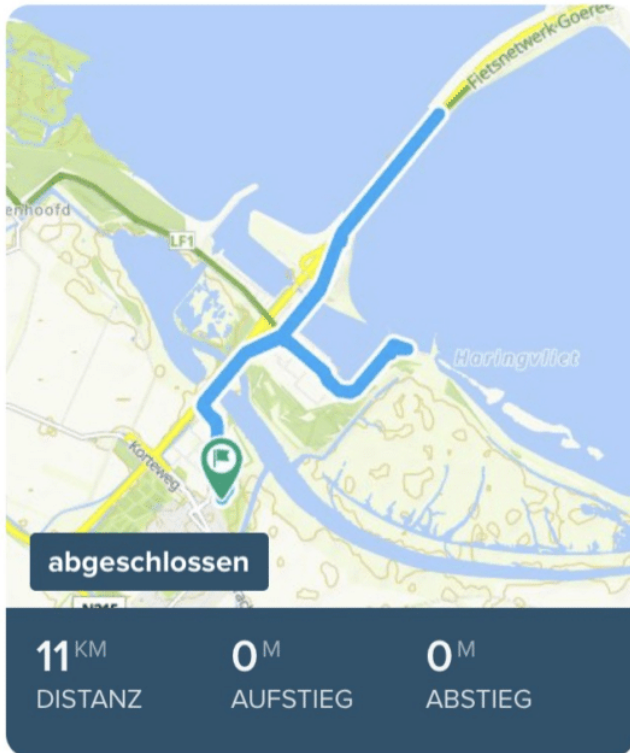 Fietsnetwerk Goeree
enhoofd
LF1
Haringvliet
Korteweg
abgeschlossen
11 KM
0 M
0 M
DISTANZ
AUFSTIEG
ABSTIEG